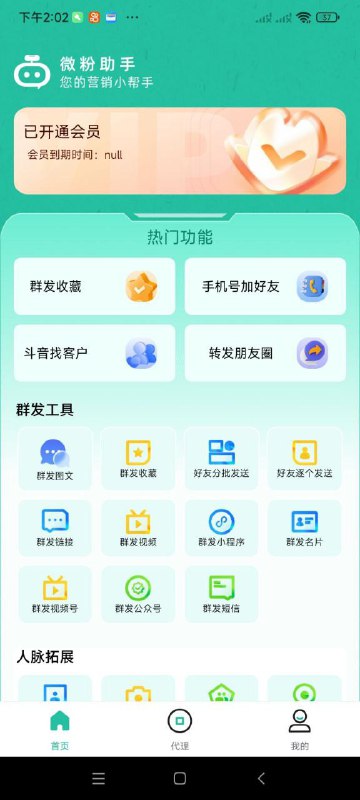 下午2:02
37
微粉助手
您的营销小帮手
已开通会员
会员到期时间：null
热门功能
群发收藏
手机号加好友
斗音找客户
转发朋友圈
群发工具
群发图文
群发收藏
好友分批发送
好友逐个发送
群发链接
群发视频
群发小程序
群发名片
群发视频号
群发公众号
群发短信
人脉拓展
首页
代理
我的